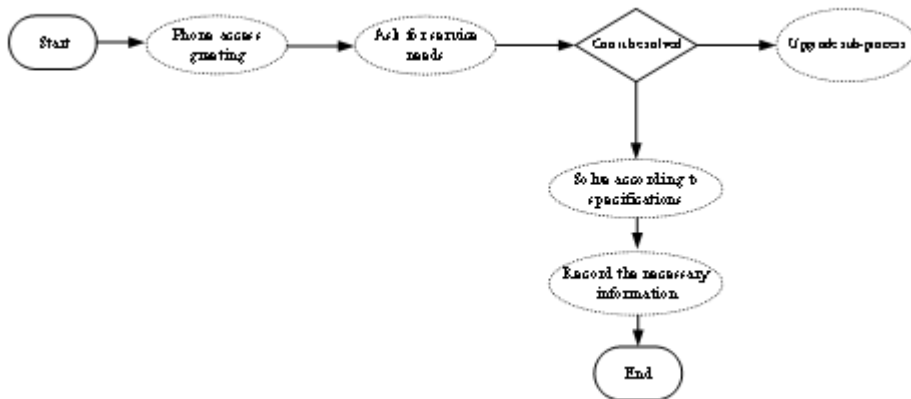 Start
Phone access
greeting
Ask for service
needs
Can it be solved
Upgrade sub-process
Solve according to
specifications
Record the necessary
information
End